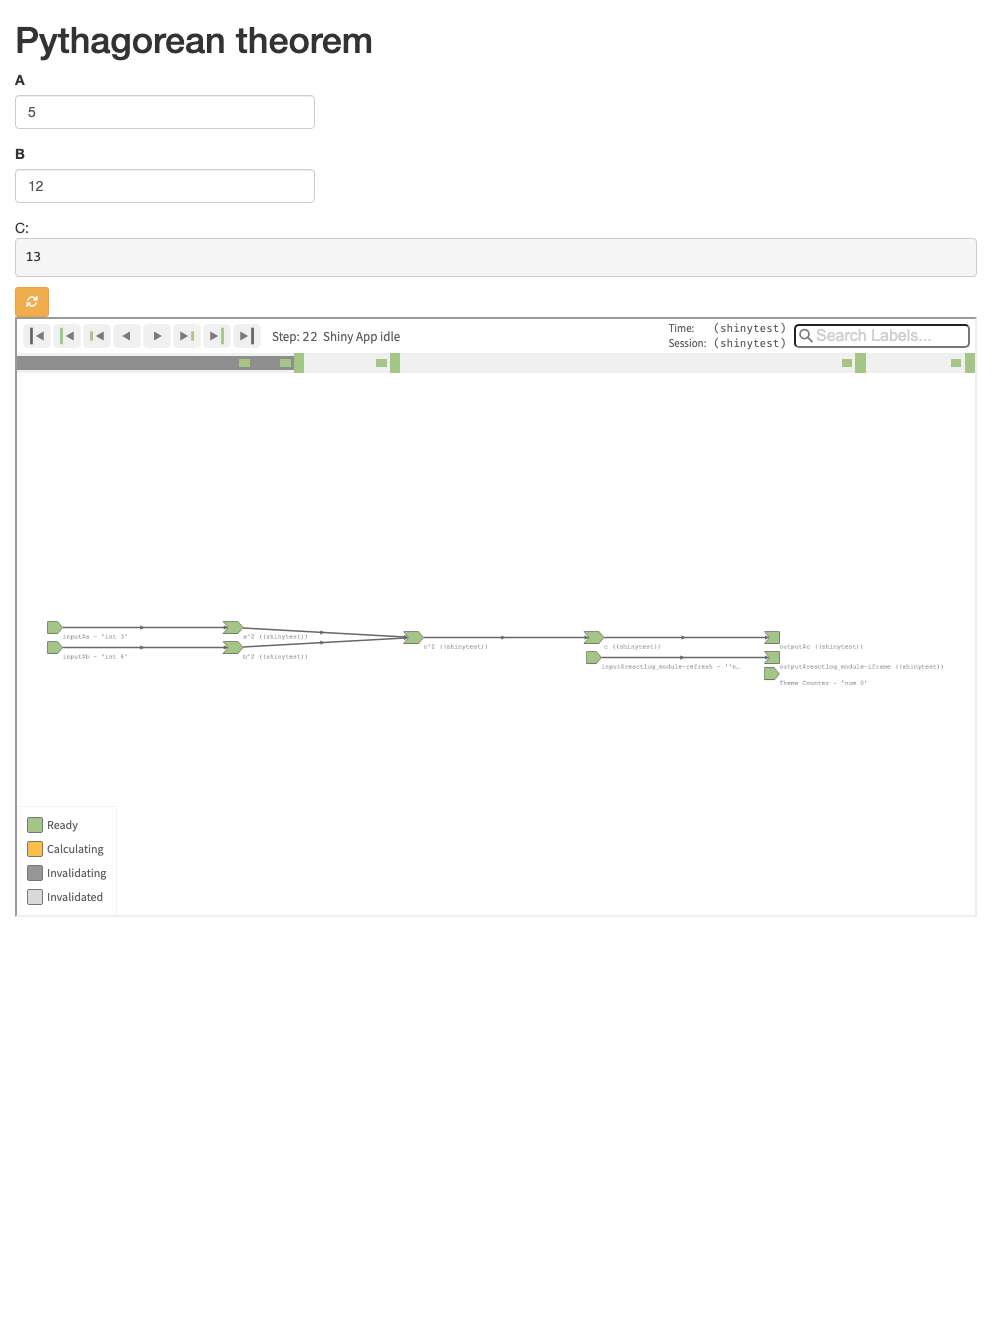 Pythagorean theorem
A
5
B
12
C:
13
Step: 22 Shiny App idle
Time: (shinytest)
Session: (shinytest)
Search Labels...
input$a – 'int 3'
a^2 ((shinytest))
input$b – 'int 4'
b^2 ((shinytest))
c^2 ((shinytest))
c ((shinytest))
output$c ((shinytest))
input$reactlog_module-refresh – ''s…
output$reactlog_module-iframe ((shinytest))
Theme Counter – 'num 0'
Ready
Calculating
Invalidating
Invalidated